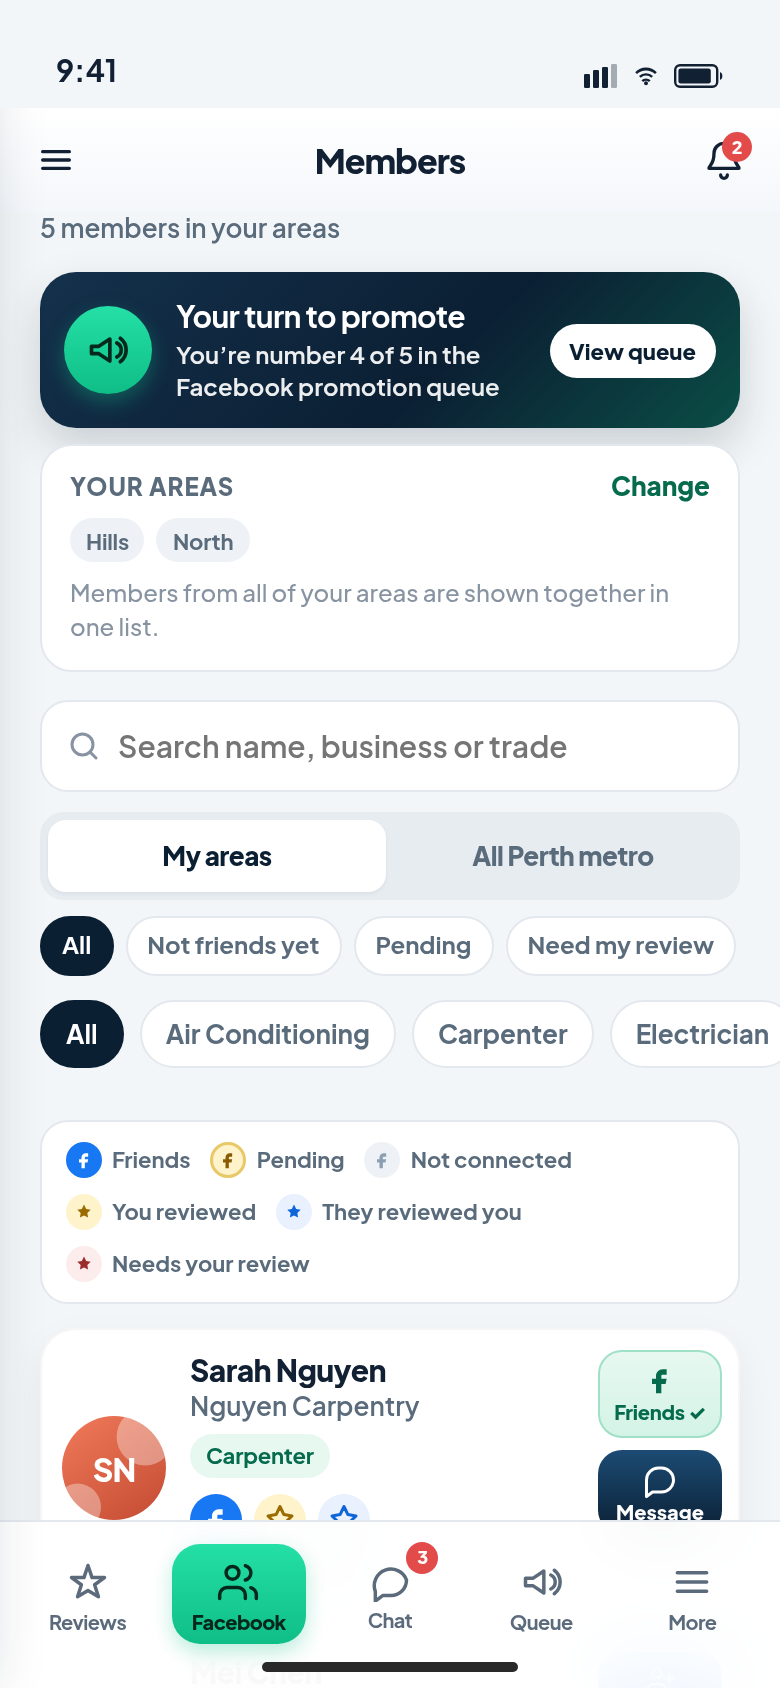 9:41
Members
2
5 members in your areas
Your turn to promote
You’re number 4 of 5 in the
Facebook promotion queue
View queue
YOUR AREAS
Change
Hills
North
Members from all of your areas are shown together in
one list.
Search name, business or trade
My areas
All Perth metro
All
Not friends yet
Pending
Need my review
All
Air Conditioning
Carpenter
Electrician
Friends
Pending
Not connected
You reviewed
They reviewed you
Needs your review
SN
Sarah Nguyen
Nguyen Carpentry
Carpenter
Friends ✓
Message
Reviews
Facebook
3
Chat
Queue
More
Mei Chen